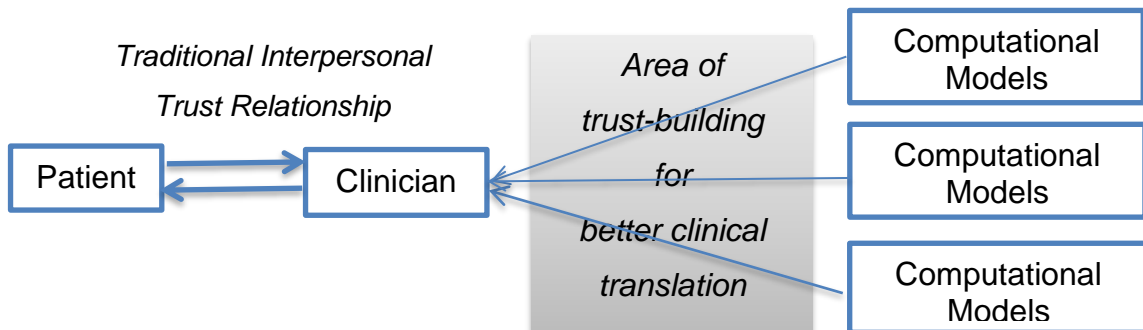 Traditional Interpersonal
Trust Relationship
Patient
Clinician
Area of
trust-building
for
better clinical
translation
Computational
Models
Computational
Models
Computational
Models